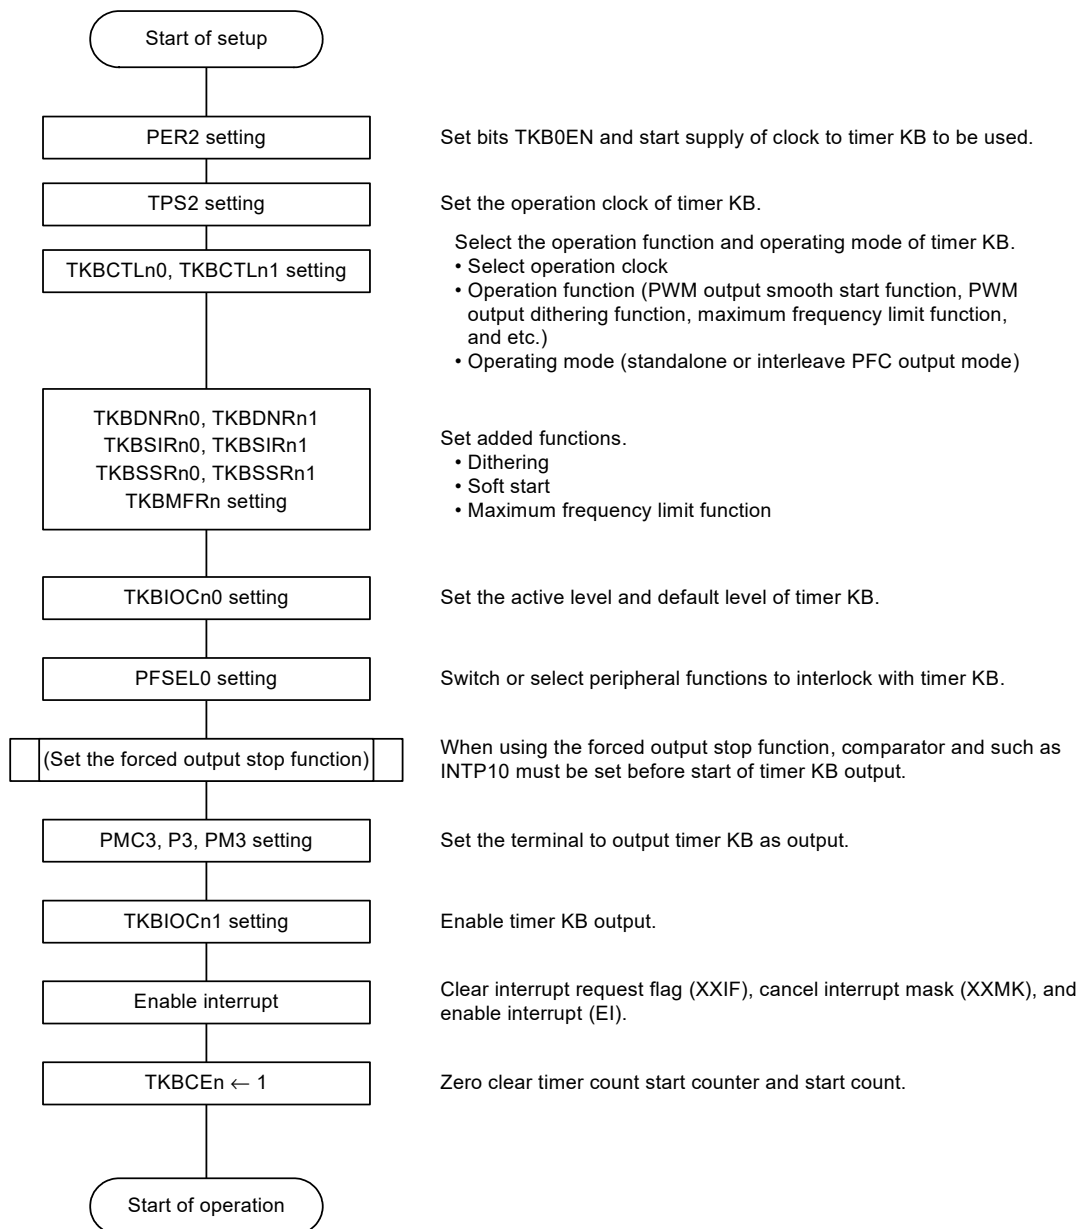 Start of setup
PER2 setting
Set bits TKB0EN and start supply of clock to timer KB to be used.
TPS2 setting
Set the operation clock of timer KB.
TKBCTLn0, TKBCTLn1 setting
Select the operation function and operating mode of timer KB.
• Select operation clock
• Operation function (PWM output smooth start function, PWM
output dithering function, maximum frequency limit function,
and etc.)
• Operating mode (standalone or interleave PFC output mode)
TKBDNRn0, TKBDNRn1
TKBSIRn0, TKBSIRn1
TKBSSRn0, TKBSSRn1
TKBMFRn setting
Set added functions.
• Dithering
• Soft start
• Maximum frequency limit function
TKBIOCn0 setting
Set the active level and default level of timer KB.
PFSEL0 setting
Switch or select peripheral functions to interlock with timer KB.
(Set the forced output stop function)
When using the forced output stop function, comparator and such as
INTP10 must be set before start of timer KB output.
PMC3, P3, PM3 setting
Set the terminal to output timer KB as output.
TKBIOCn1 setting
Enable timer KB output.
Enable interrupt
Clear interrupt request flag (XXIF), cancel interrupt mask (XXMK), and
enable interrupt (EI).
TKBCEn ← 1
Zero clear timer count start counter and start count.
Start of operation